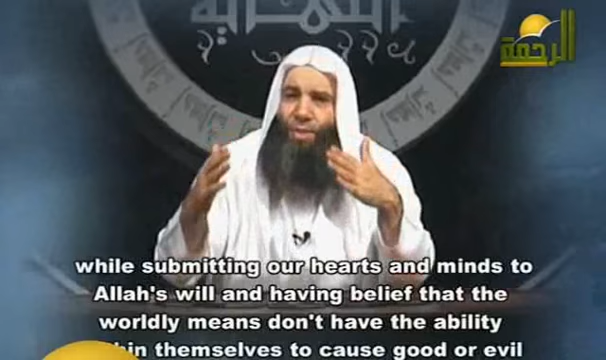 النهاية
الرحمة
while submitting our hearts and minds to
Allah's will and having belief that the
worldly means don't have the ability
themselves to cause good or evil